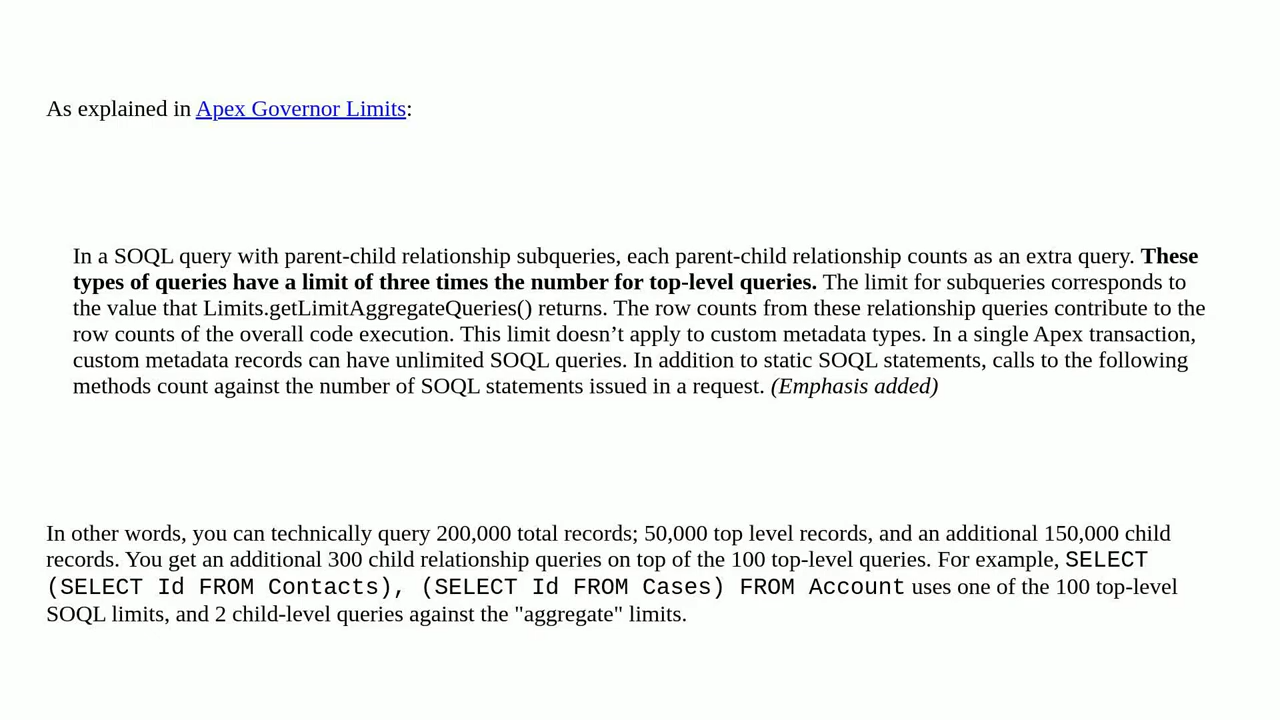 As explained in Apex Governor Limits:
In a SOQL query with parent-child relationship subqueries, each parent-child relationship counts as an extra query. These
types of queries have a limit of three times the number for top-level queries. The limit for subqueries corresponds to
the value that Limits.getLimitAggregateQueries() returns. The row counts from these relationship queries contribute to the
row counts of the overall code execution. This limit doesn’t apply to custom metadata types. In a single Apex transaction,
custom metadata records can have unlimited SOQL queries. In addition to static SOQL statements, calls to the following
methods count against the number of SOQL statements issued in a request. (Emphasis added)
In other words, you can technically query 200,000 total records; 50,000 top level records, and an additional 150,000 child
records. You get an additional 300 child relationship queries on top of the 100 top-level queries. For example, SELECT
(SELECT Id FROM Contacts), (SELECT Id FROM Cases) FROM Account uses one of the 100 top-level
SOQL limits, and 2 child-level queries against the "aggregate" limits.